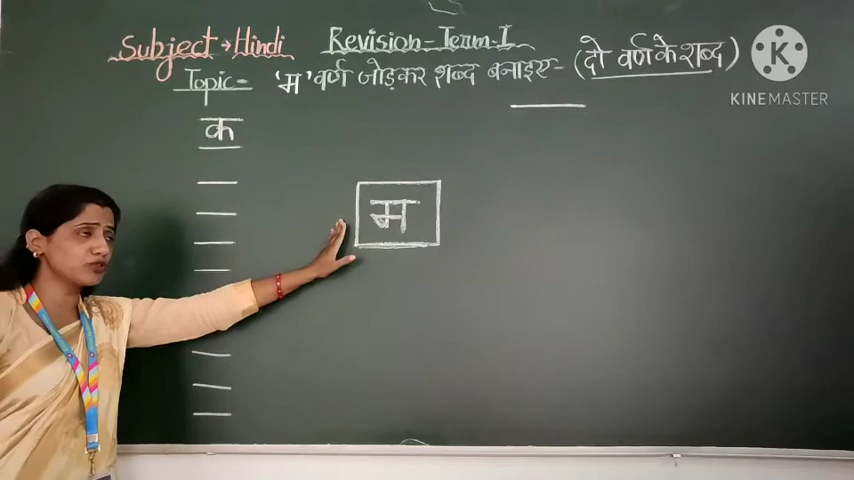 Subject→Hindi Revision-Term-I
Topic- 'म' वर्ण जोड़कर शब्द बनाइए- (दो वर्ण के शब्द)
K
KINEMASTER
क
म